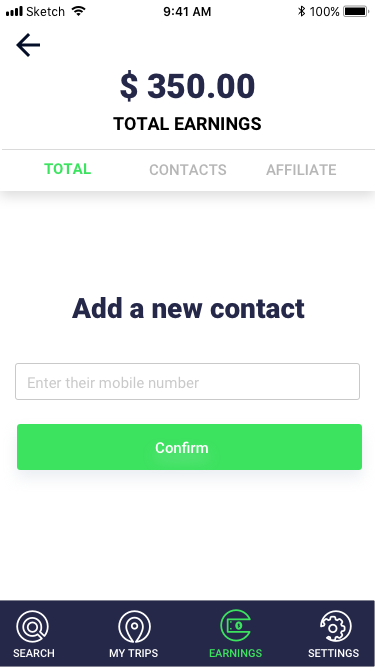 Sketch 9:41 AM 100%
$ 350.00
TOTAL EARNINGS
TOTAL CONTACTS AFFILIATE
Add a new contact
Enter their mobile number
Confirm
SEARCH MY TRIPS EARNINGS SETTINGS